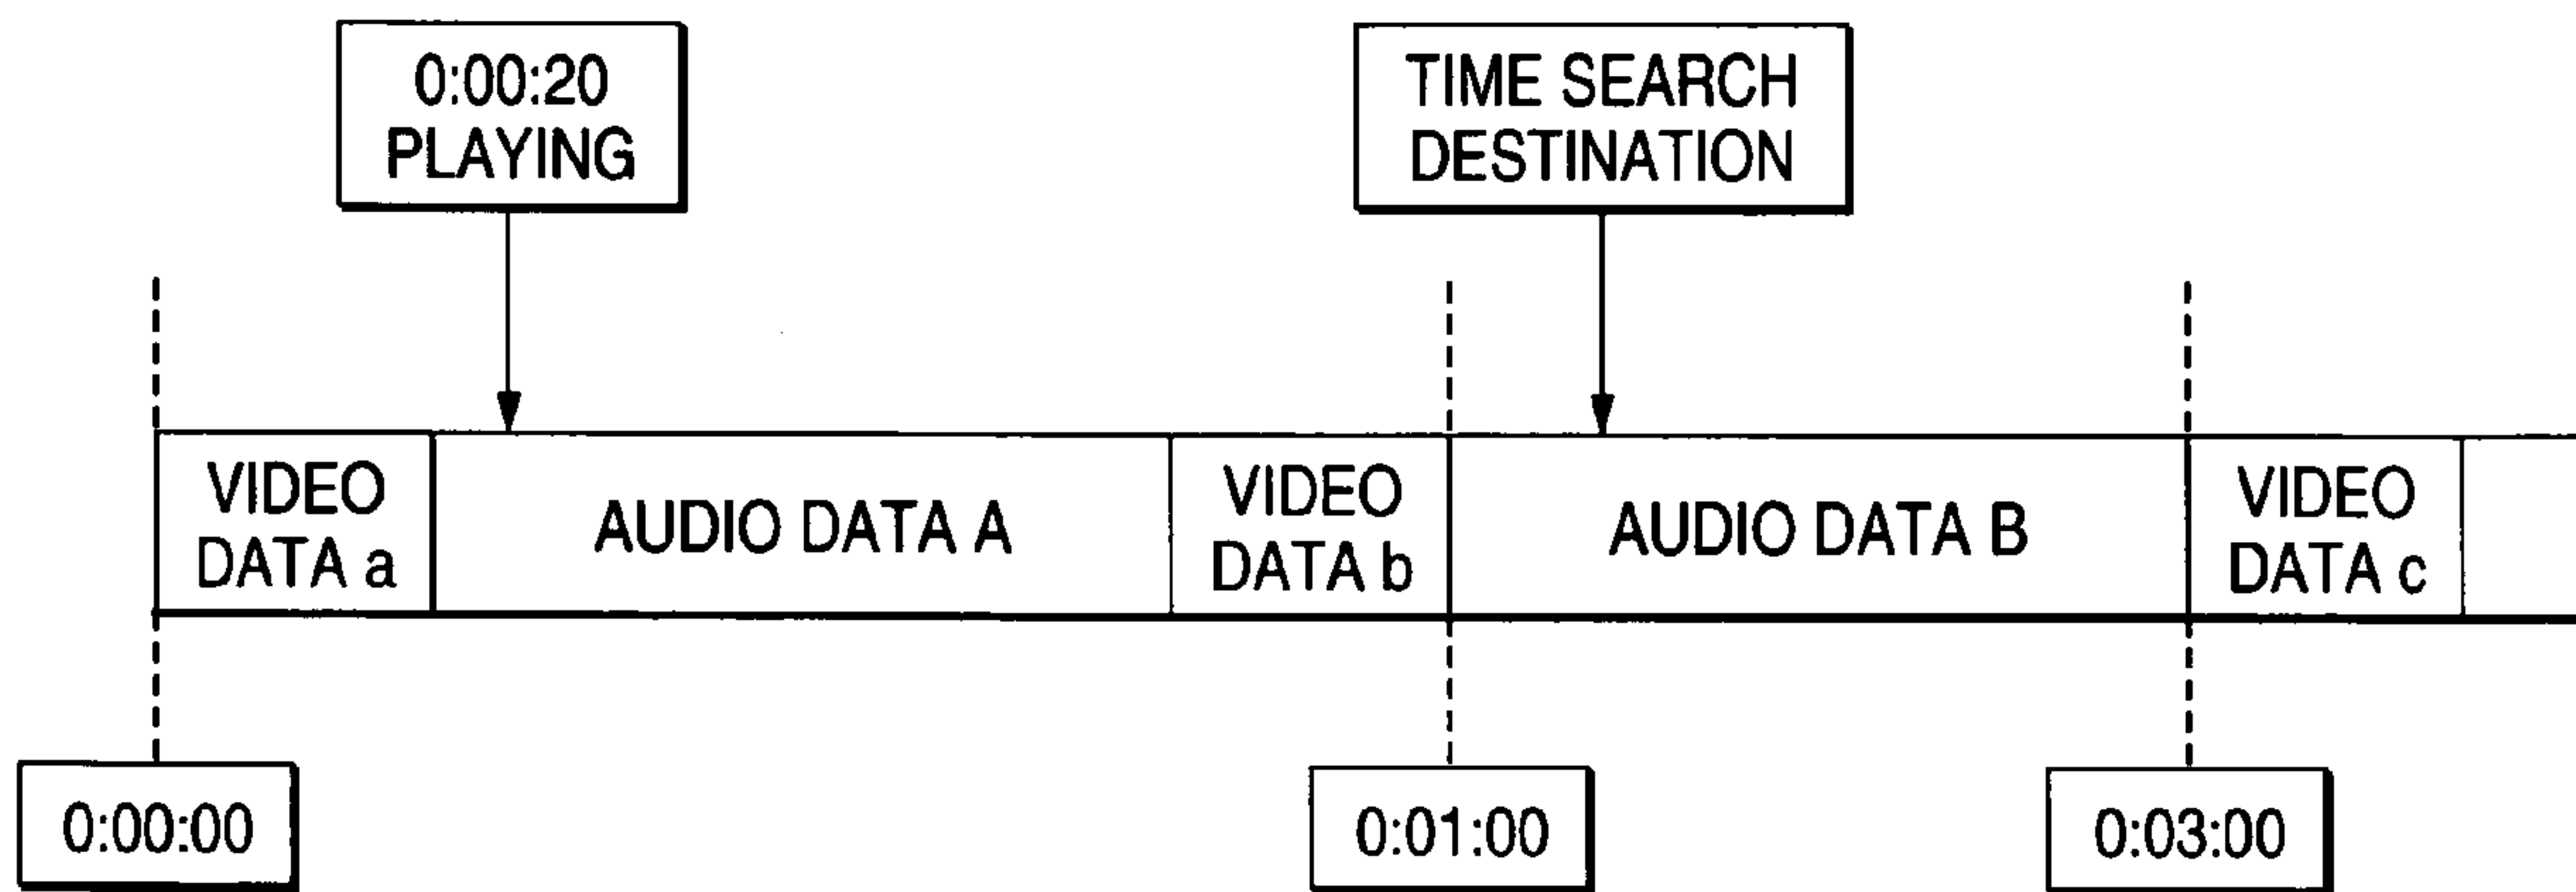 0:00:20
PLAYING
TIME SEARCH
DESTINATION
VIDEO
DATA a
AUDIO DATA A
VIDEO
DATA b
AUDIO DATA B
VIDEO
DATA c
0:00:00
0:01:00
0:03:00